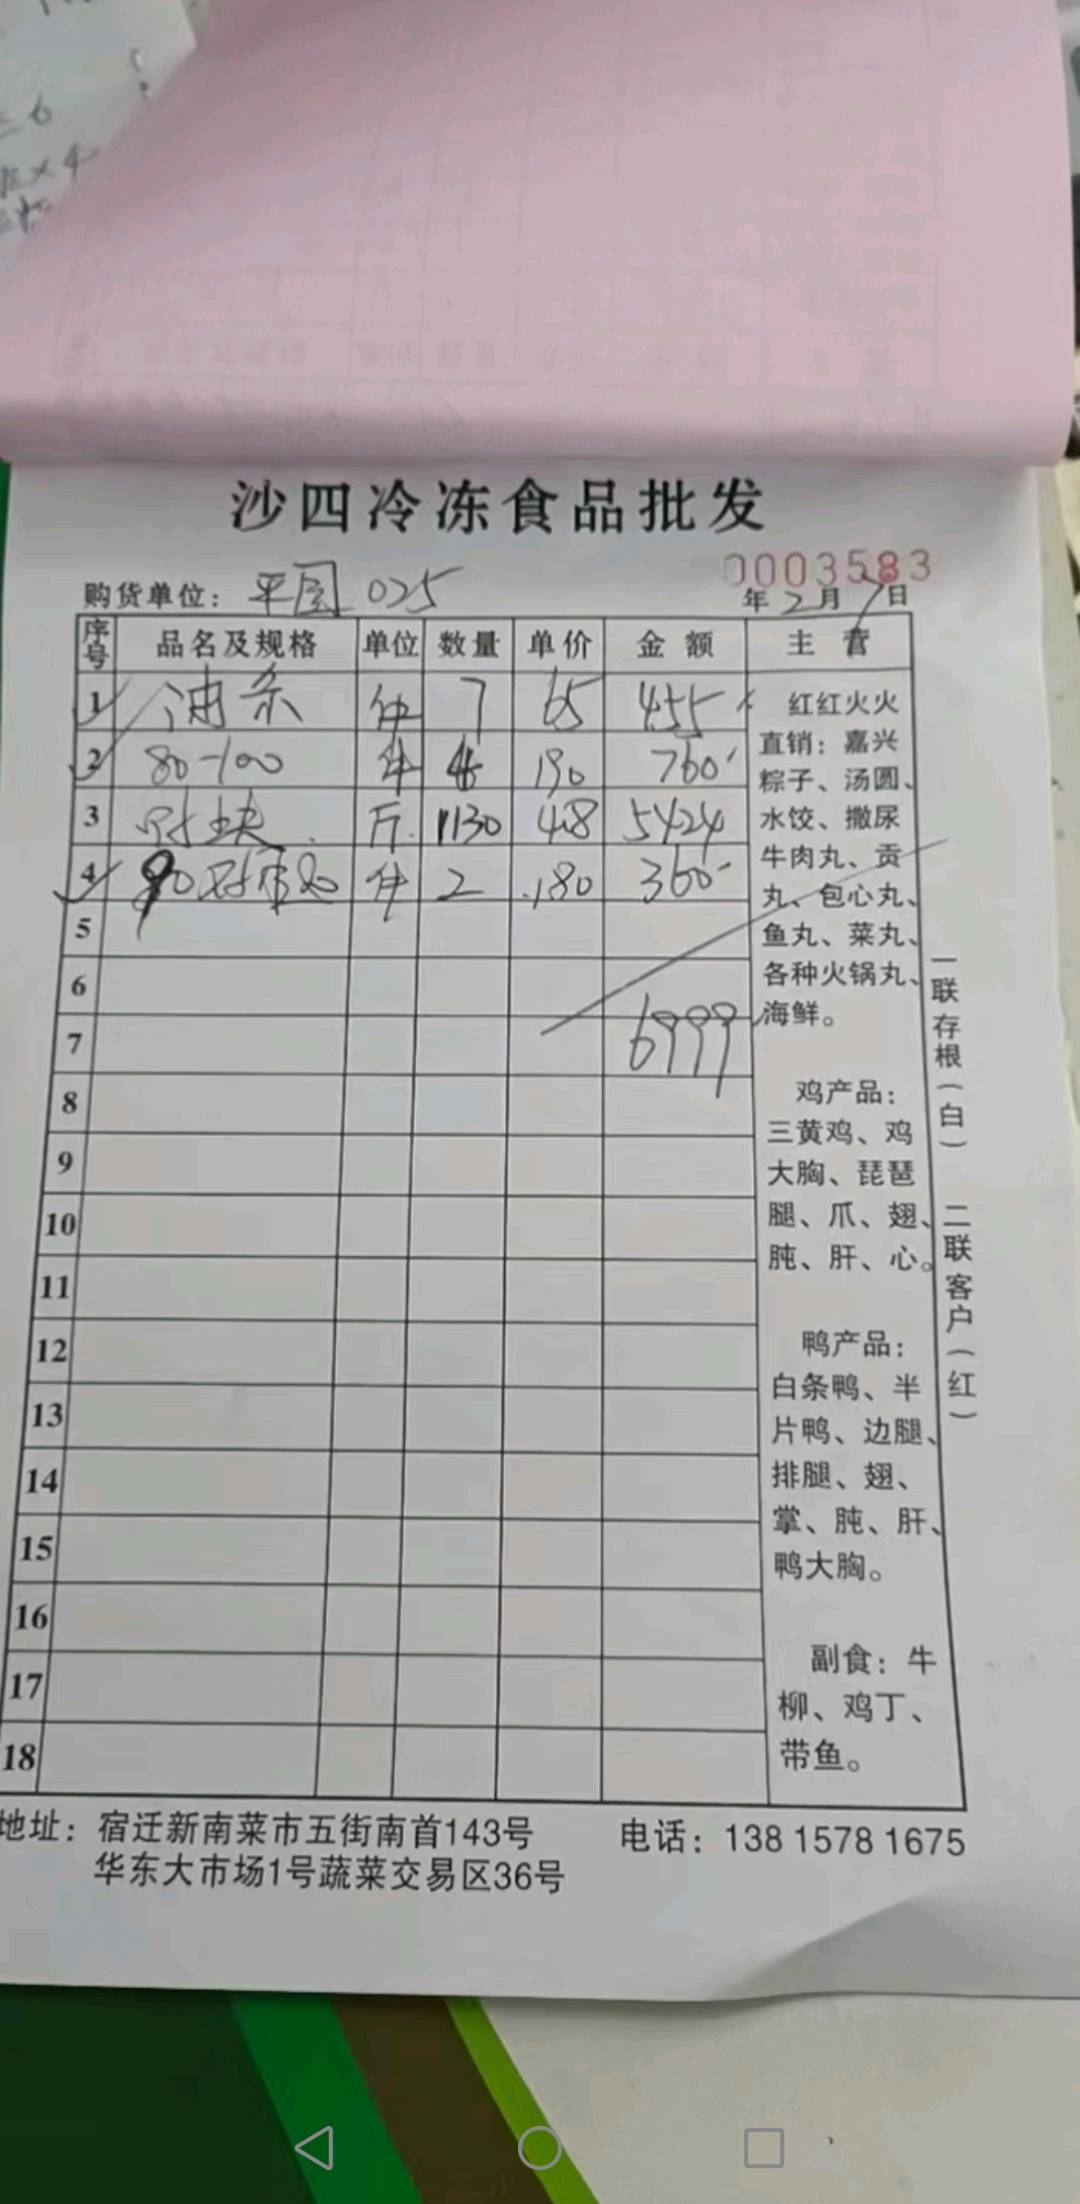 沙四冷冻食品批发
0003583
购货单位： 平园 025 年 2 月 7 日
序号 品名及规格 单位 数量 单价 金额 主营
1 油条 件 7 65 455
2 80-100 件 4 190 760
3 块 斤 1130 4.8 5424
4 90 件 2 180 360
5
6
7 6999
8
9
10
11
12
13
14
15
16
17
18
红红火火
直销：嘉兴
粽子、汤圆、
水饺、撒尿
牛肉丸、贡
丸、包心丸、
鱼丸、菜丸、
各种火锅丸、
海鲜。
鸡产品：
三黄鸡、鸡
大胸、琵琶
腿、爪、翅、
肫、肝、心。
鸭产品：
白条鸭、半
片鸭、边腿、
排腿、翅、
掌、肫、肝、
鸭大胸。
副食：牛
柳、鸡丁、
带鱼。
一联存根（白） 二联客户（红）
地址：宿迁新南菜市五街南首143号 电话：138 1578 1675
华东大市场1号蔬菜交易区36号